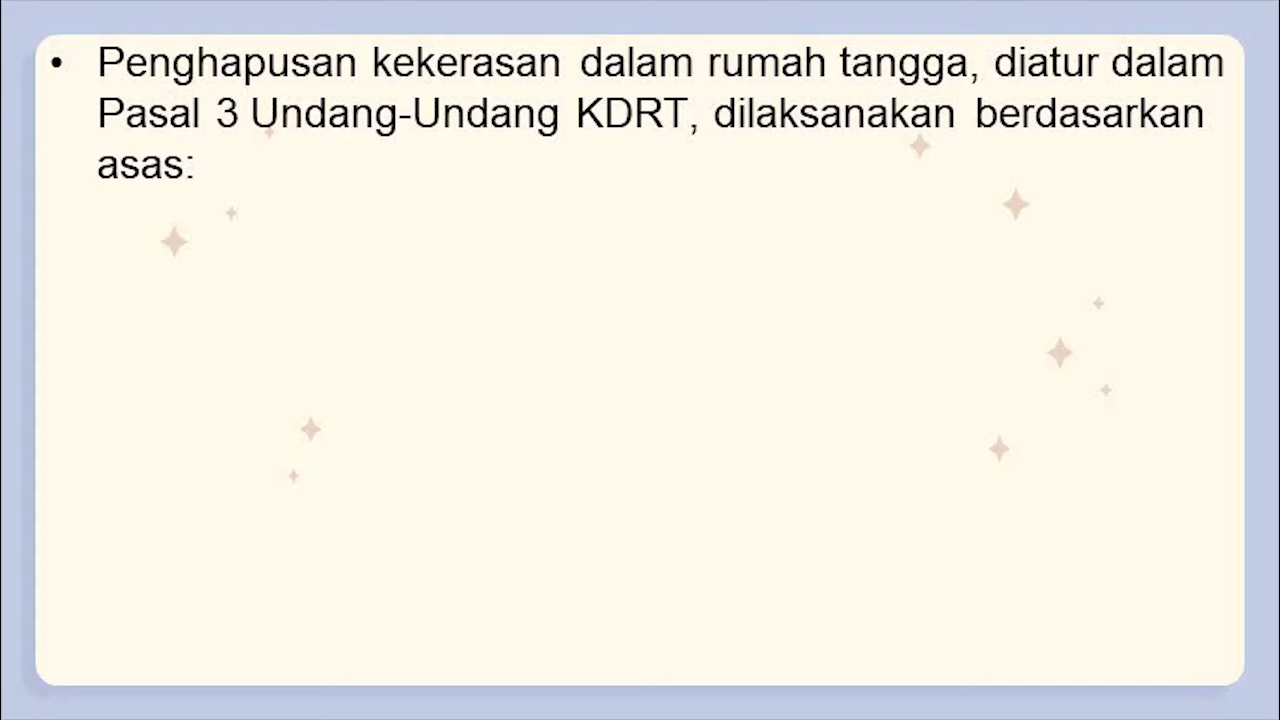 • Penghapusan kekerasan dalam rumah tangga, diatur dalam
Pasal 3 Undang-Undang KDRT, dilaksanakan berdasarkan
asas: